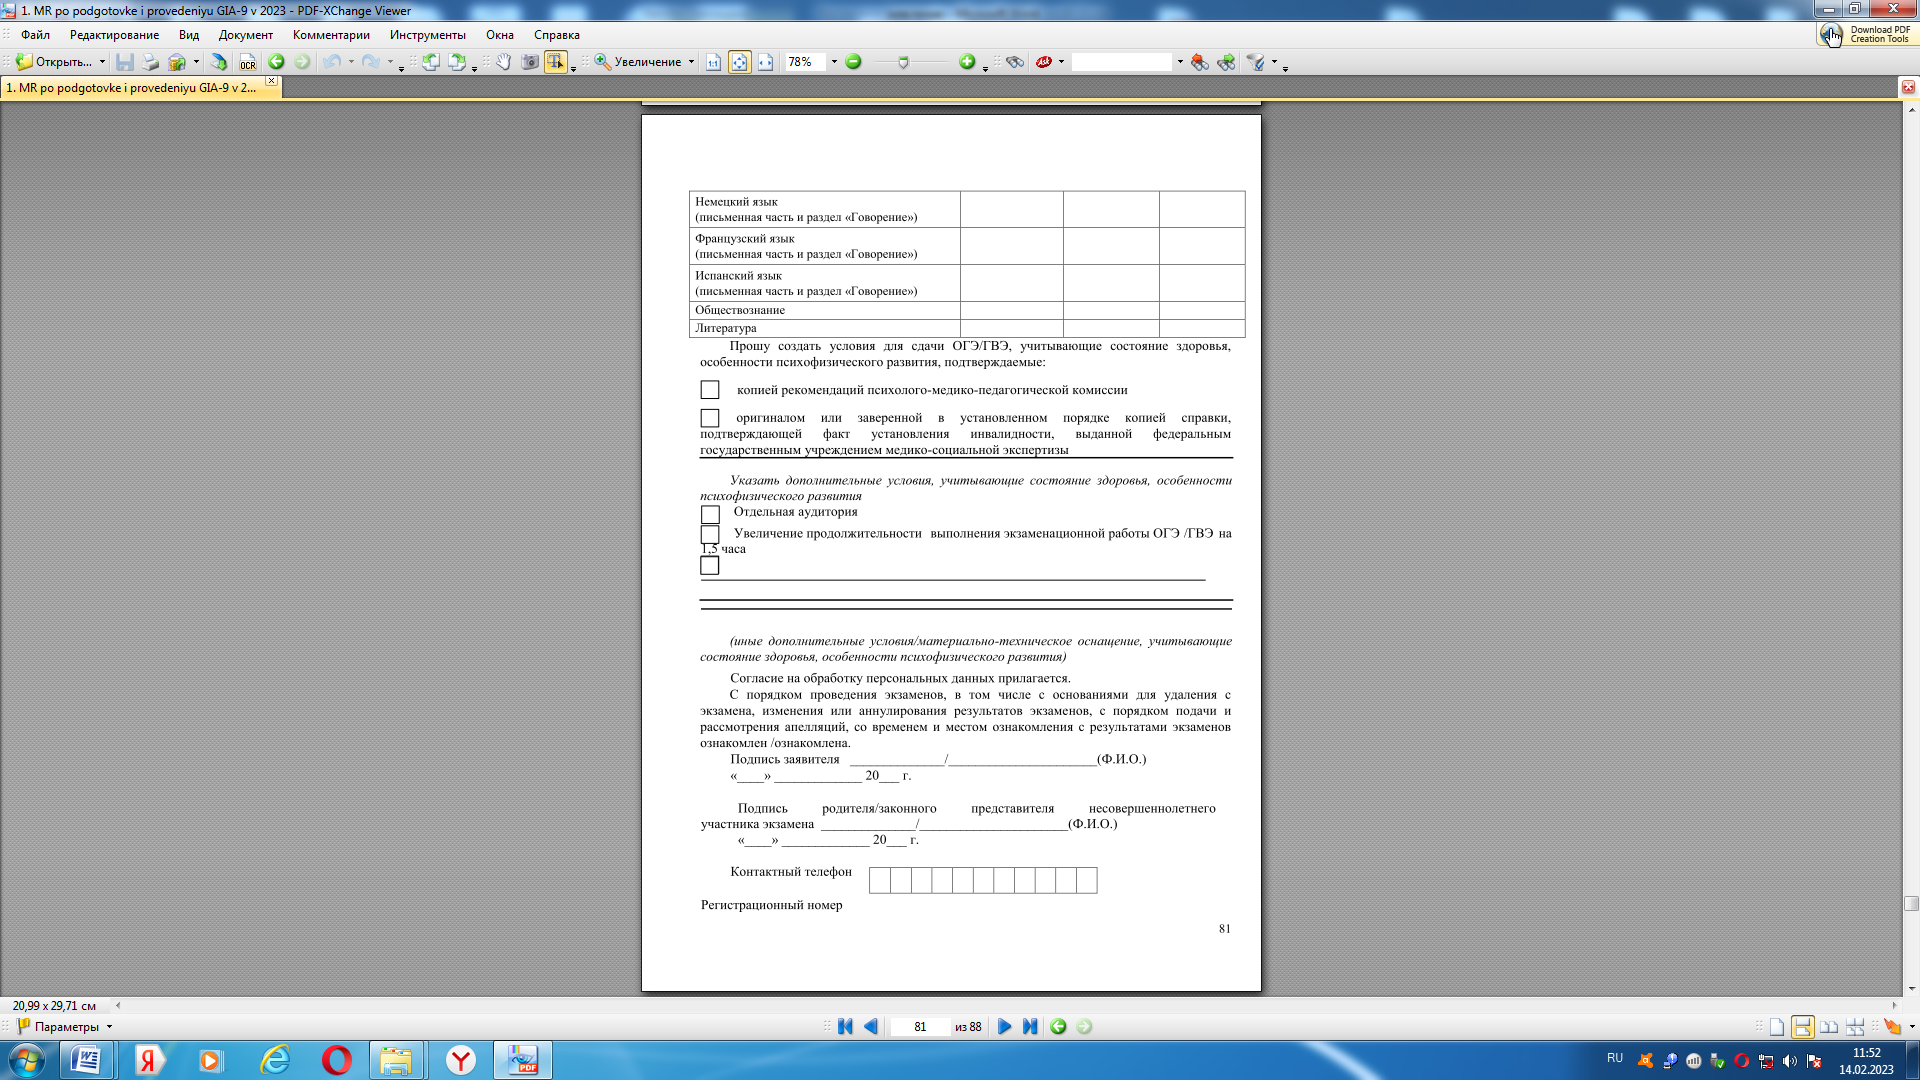 1. MR po podgotovke i provedeniyu GIA-9 v 2023 - PDF-XChange Viewer
Файл Редактирование Вид Документ Комментарии Инструменты Окна Справка
Download PDF
Creation Tools
Открыть... OCR Увеличение 1:1 78% Ask
1. MR po podgotovke i provedeniyu GIA-9 v 2...
Немецкий язык
(письменная часть и раздел «Говорение»)
Французский язык
(письменная часть и раздел «Говорение»)
Испанский язык
(письменная часть и раздел «Говорение»)
Обществознание
Литература
Прошу создать условия для сдачи ОГЭ/ГВЭ, учитывающие состояние здоровья,
особенности психофизического развития, подтверждаемые:
копией рекомендаций психолого-медико-педагогической комиссии
оригиналом или заверенной в установленном порядке копией справки,
подтверждающей факт установления инвалидности, выданной федеральным
государственным учреждением медико-социальной экспертизы
Указать дополнительные условия, учитывающие состояние здоровья, особенности
психофизического развития
Отдельная аудитория
Увеличение продолжительности выполнения экзаменационной работы ОГЭ /ГВЭ на
1,5 часа
(иные дополнительные условия/материально-техническое оснащение, учитывающие
состояние здоровья, особенности психофизического развития)
Согласие на обработку персональных данных прилагается.
С порядком проведения экзаменов, в том числе с основаниями для удаления с
экзамена, изменения или аннулирования результатов экзаменов, с порядком подачи и
рассмотрения апелляций, со временем и местом ознакомления с результатами экзаменов
ознакомлен /ознакомлена.
Подпись заявителя ______________/______________________(Ф.И.О.)
«____» _____________ 20___ г.
Подпись родителя/законного представителя несовершеннолетнего
участника экзамена ______________/______________________(Ф.И.О.)
«____» _____________ 20___ г.
Контактный телефон
Регистрационный номер
81
20,99 x 29,71 см
Параметры 81 из 88
RU 11:52
14.02.2023